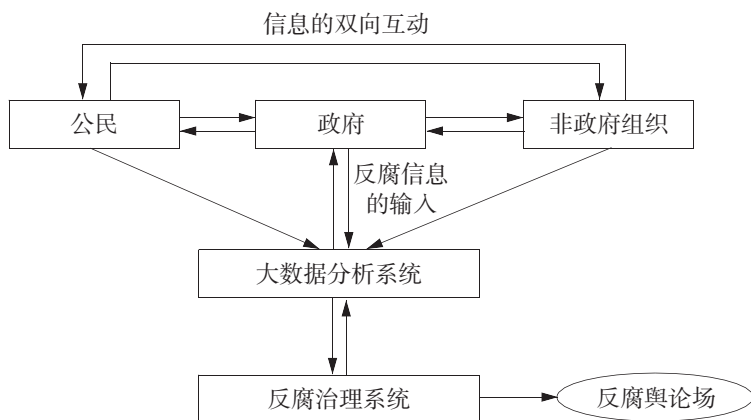 信息的双向互动
公民
政府
非政府组织
反腐信息
的输入
大数据分析系统
反腐治理系统
反腐舆论场